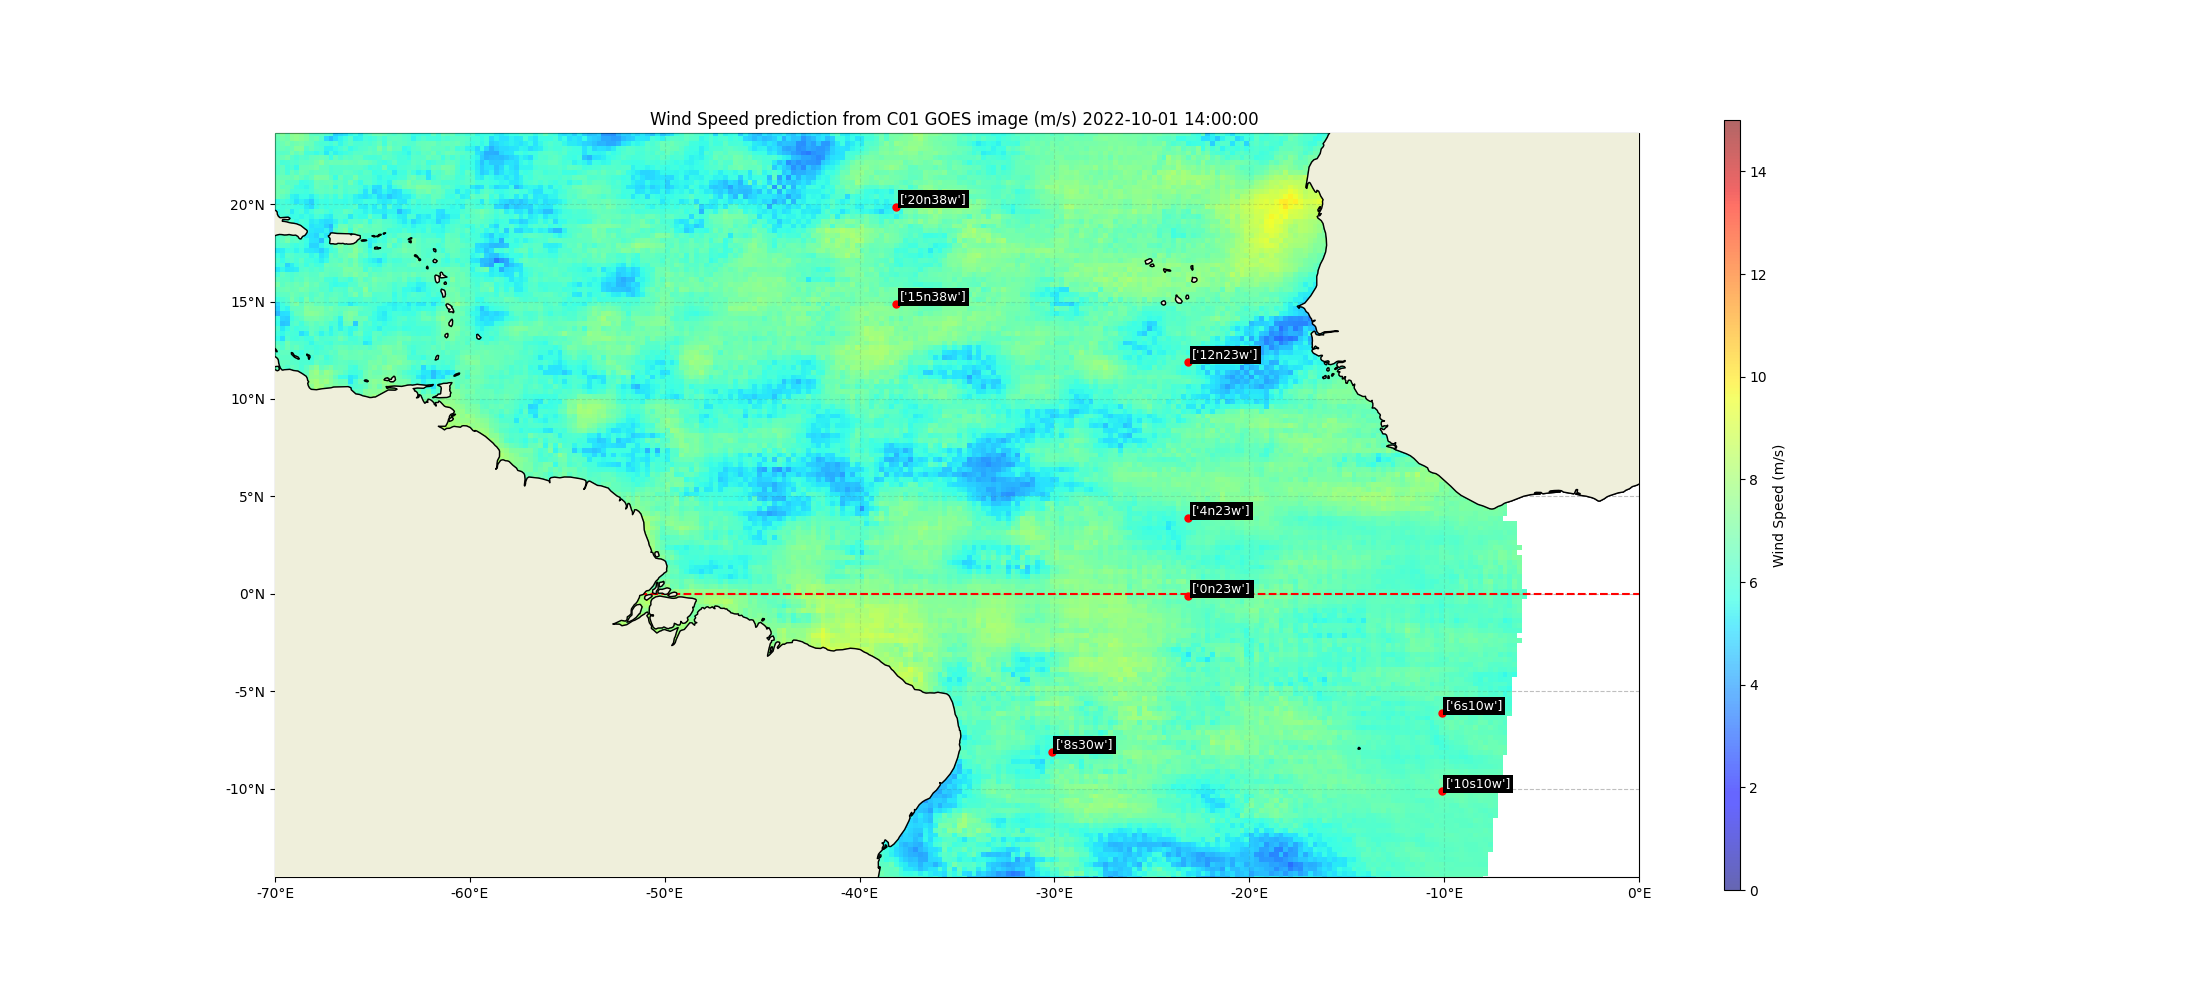 Wind Speed prediction from C01 GOES image (m/s) 2022-10-01 14:00:00
20°N
15°N
10°N
5°N
0°N
-5°N
-10°N
-70°E
-60°E
-50°E
-40°E
-30°E
-20°E
-10°E
0°E
['20n38w']
['15n38w']
['12n23w']
['4n23w']
['0n23w']
['6s10w']
['8s30w']
['10s10w']
14
12
10
8
6
4
2
0
Wind Speed (m/s)